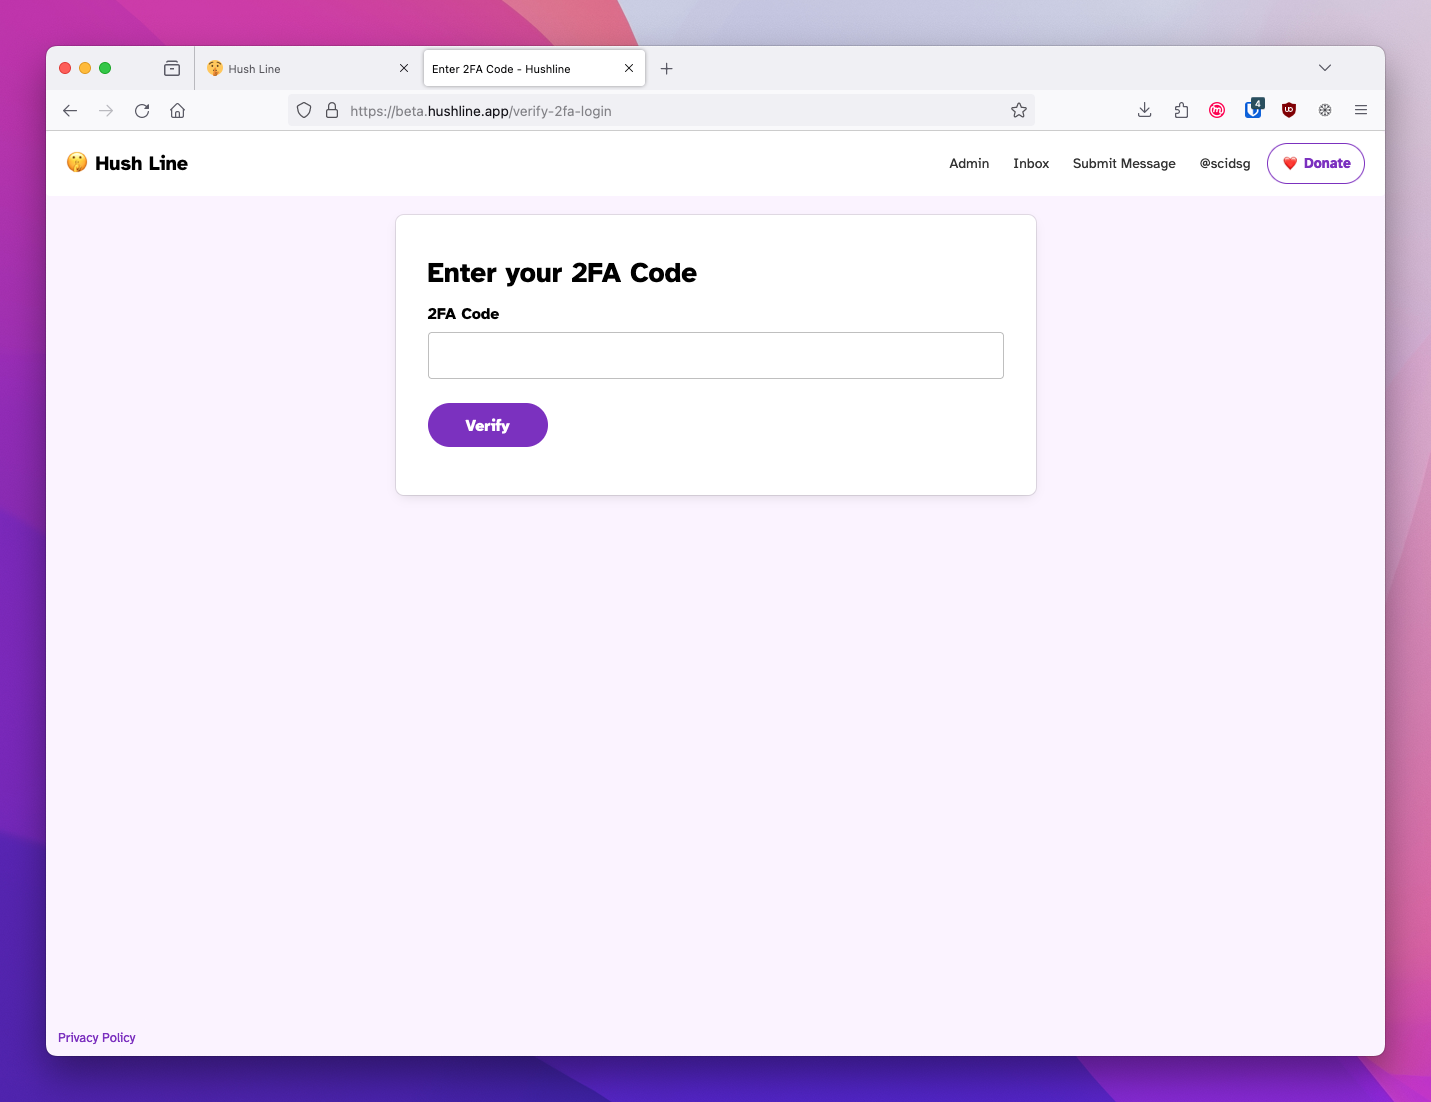 Hush Line
Enter 2FA Code - Hushline
https://beta.hushline.app/verify-2fa-login
4
Hush Line
Admin
Inbox
Submit Message
@scidsg
Donate
Enter your 2FA Code
2FA Code
Verify
Privacy Policy